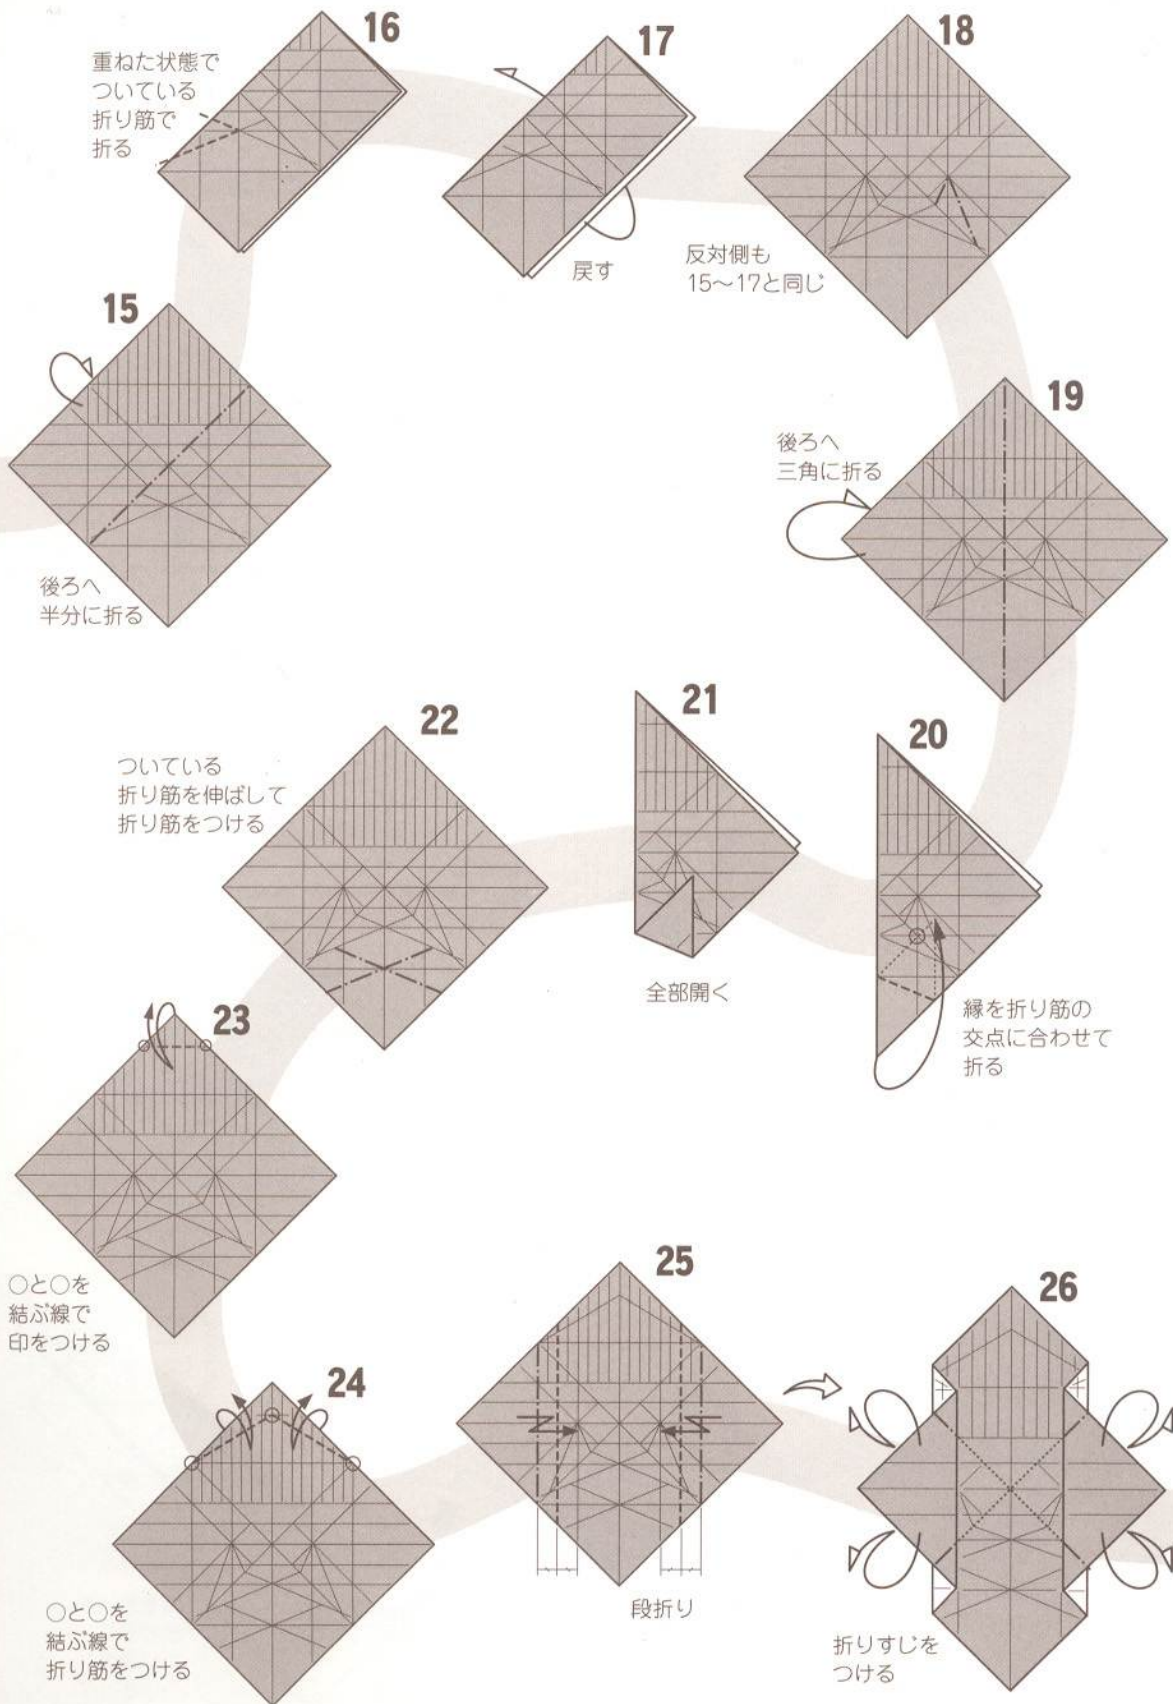 15
後ろへ
半分に折る
16
重ねた状態で
ついている
折り筋で
折る
17
戻す
18
反対側も
15〜17と同じ
19
後ろへ
三角に折る
20
縁を折り筋の
交点に合わせて
折る
21
全部開く
22
ついている
折り筋を伸ばして
折り筋をつける
23
○と○を
結ぶ線で
印をつける
24
○と○を
結ぶ線で
折り筋をつける
25
段折り
26
折りすじを
つける